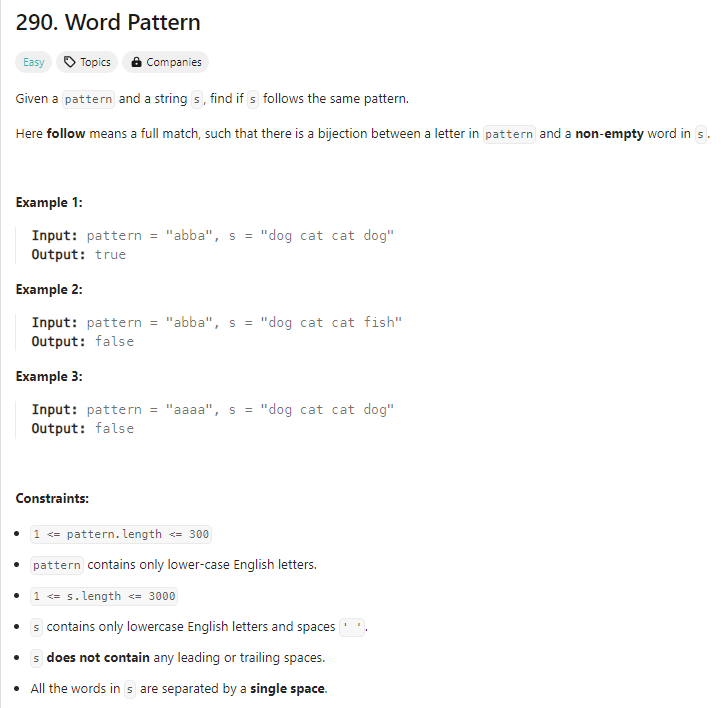 290. Word Pattern
Easy Topics Companies
Given a pattern and a string s, find if s follows the same pattern.
Here follow means a full match, such that there is a bijection between a letter in pattern and a non-empty word in s.
Example 1:
Input: pattern = "abba", s = "dog cat cat dog"
Output: true
Example 2:
Input: pattern = "abba", s = "dog cat cat fish"
Output: false
Example 3:
Input: pattern = "aaaa", s = "dog cat cat dog"
Output: false
Constraints:
• 1 <= pattern.length <= 300
• pattern contains only lower-case English letters.
• 1 <= s.length <= 3000
• s contains only lowercase English letters and spaces ' '.
• s does not contain any leading or trailing spaces.
• All the words in s are separated by a single space.